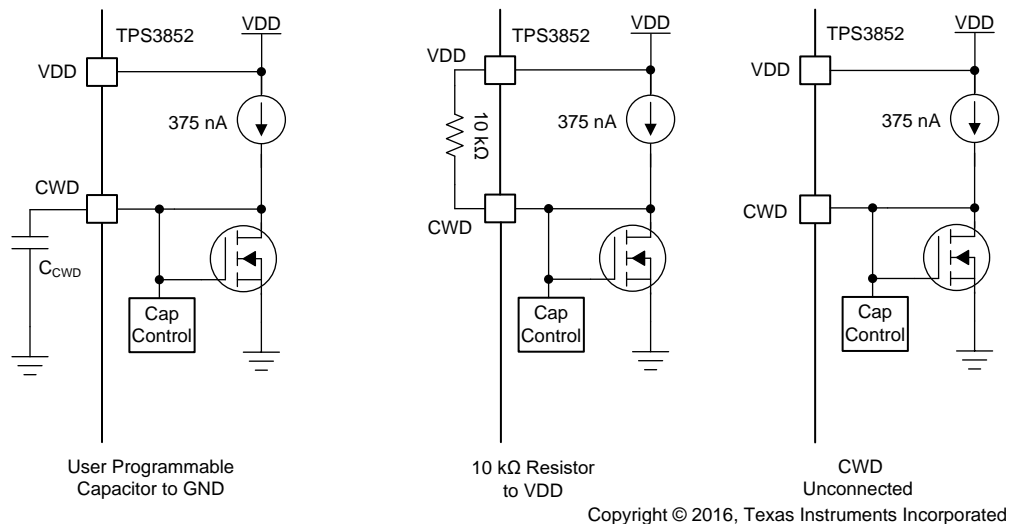 TPS3852
VDD
VDD
375 nA
CWD
C_CWD
Cap
Control
User Programmable
Capacitor to GND
TPS3852
VDD
VDD
10 kΩ
375 nA
CWD
Cap
Control
10 kΩ Resistor
to VDD
TPS3852
VDD
VDD
375 nA
CWD
Cap
Control
CWD
Unconnected
Copyright © 2016, Texas Instruments Incorporated